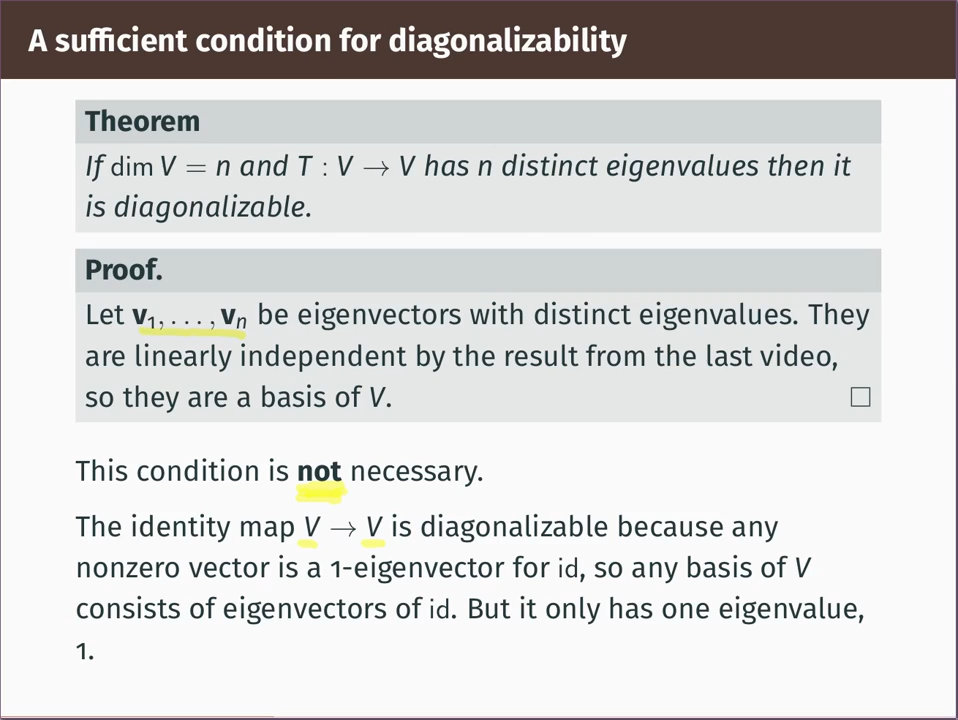 A sufficient condition for diagonalizability
Theorem
If dim V = n and T : V → V has n distinct eigenvalues then it
is diagonalizable.
Proof.
Let v₁, . . . , vₙ be eigenvectors with distinct eigenvalues. They
are linearly independent by the result from the last video,
so they are a basis of V. □
This condition is not necessary.
The identity map V → V is diagonalizable because any
nonzero vector is a 1-eigenvector for id, so any basis of V
consists of eigenvectors of id. But it only has one eigenvalue,
1.